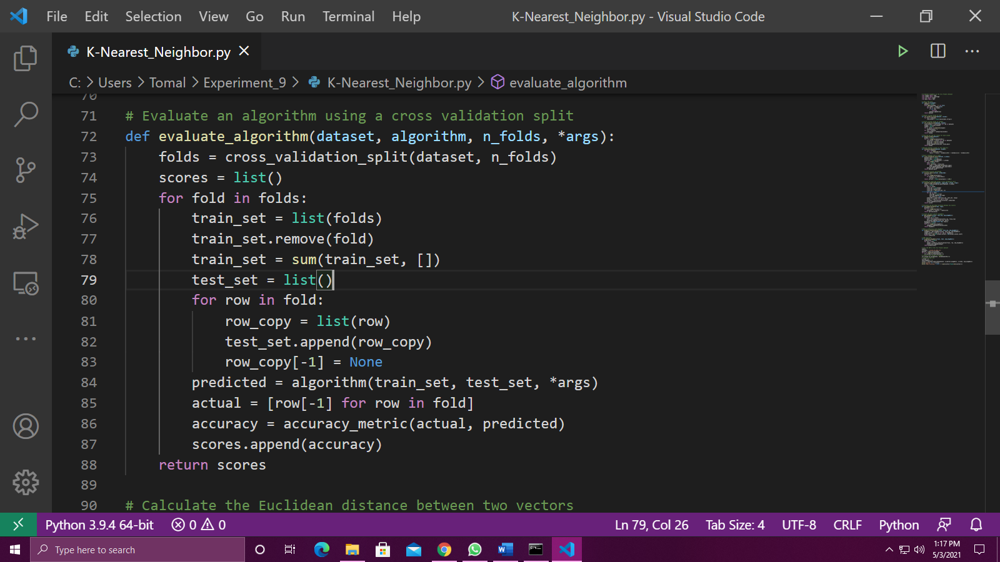 File Edit Selection View Go Run Terminal Help K-Nearest_Neighbor.py - Visual Studio Code
K-Nearest_Neighbor.py
C: > Users > Tomal > Experiment_9 > K-Nearest_Neighbor.py > evaluate_algorithm
70
71 # Evaluate an algorithm using a cross validation split
72 def evaluate_algorithm(dataset, algorithm, n_folds, *args):
73 folds = cross_validation_split(dataset, n_folds)
74 scores = list()
75 for fold in folds:
76 train_set = list(folds)
77 train_set.remove(fold)
78 train_set = sum(train_set, [])
79 test_set = list()
80 for row in fold:
81 row_copy = list(row)
82 test_set.append(row_copy)
83 row_copy[-1] = None
84 predicted = algorithm(train_set, test_set, *args)
85 actual = [row[-1] for row in fold]
86 accuracy = accuracy_metric(actual, predicted)
87 scores.append(accuracy)
88 return scores
89
90 # Calculate the Euclidean distance between two vectors
Python 3.9.4 64-bit 0 0 Ln 79, Col 26 Tab Size: 4 UTF-8 CRLF Python
Type here to search
1:17 PM
5/3/2021